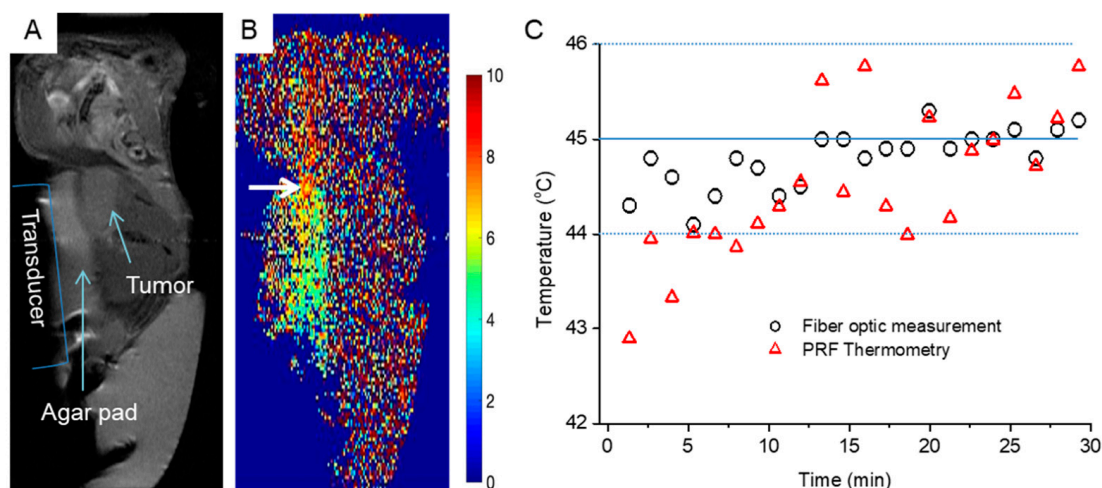 A
B
C
Transducer
Tumor
Agar pad
10
8
6
4
2
0
Temperature (°C)
46
45
44
43
42
Fiber optic measurement
PRF Thermometry
0
5
10
15
20
25
30
Time (min)